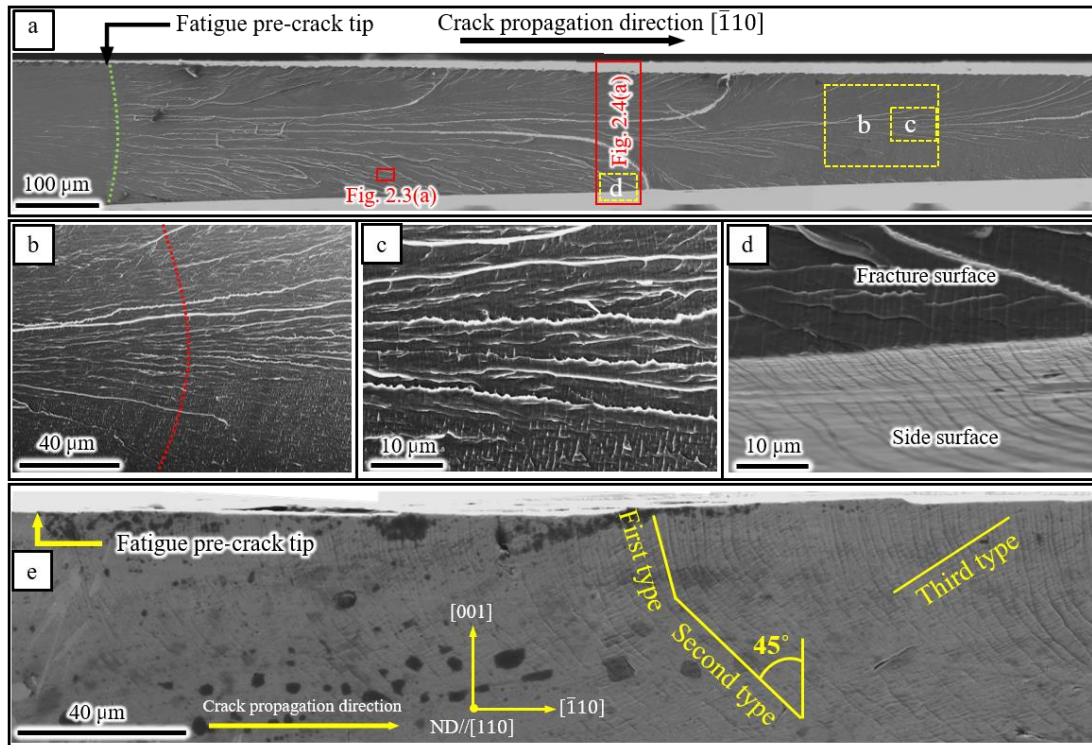 a
Fatigue pre-crack tip
Crack propagation direction [1̅10]
Fig. 2.4(a)
b
c
d
Fig. 2.3(a)
100 μm
b
40 μm
c
10 μm
d
Fracture surface
Side surface
10 μm
Fatigue pre-crack tip
e
First type
Second type
45°
Third type
[001]
[1̅10]
ND//[110]
Crack propagation direction
40 μm